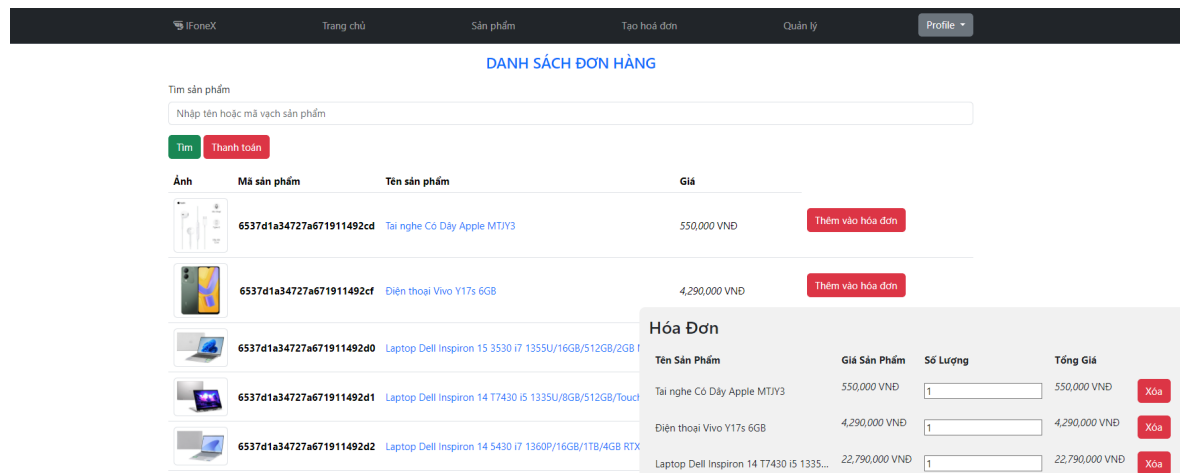 IFoneX Trang chủ Sản phẩm Tạo hoá đơn Quản lý Profile
DANH SÁCH ĐƠN HÀNG
Tìm sản phẩm
Nhập tên hoặc mã vạch sản phẩm
Tìm Thanh toán
Ảnh Mã sản phẩm Tên sản phẩm Giá
6537d1a34727a671911492cd Tai nghe Có Dây Apple MTJY3 550,000 VNĐ Thêm vào hóa đơn
6537d1a34727a671911492cf Điện thoại Vivo Y17s 6GB 4,290,000 VNĐ Thêm vào hóa đơn
6537d1a34727a671911492d0 Laptop Dell Inspiron 15 3530 i7 1355U/16GB/512GB/2GB
6537d1a34727a671911492d1 Laptop Dell Inspiron 14 T7430 i5 1335U/8GB/512GB/Touch
6537d1a34727a671911492d2 Laptop Dell Inspiron 14 5430 i7 1360P/16GB/1TB/4GB RTX
Hóa Đơn
Tên Sản Phẩm Giá Sản Phẩm Số Lượng Tổng Giá
Tai nghe Có Dây Apple MTJY3 550,000 VNĐ 1 550,000 VNĐ Xóa
Điện thoại Vivo Y17s 6GB 4,290,000 VNĐ 1 4,290,000 VNĐ Xóa
Laptop Dell Inspiron 14 T7430 i5 1335... 22,790,000 VNĐ 1 22,790,000 VNĐ Xóa